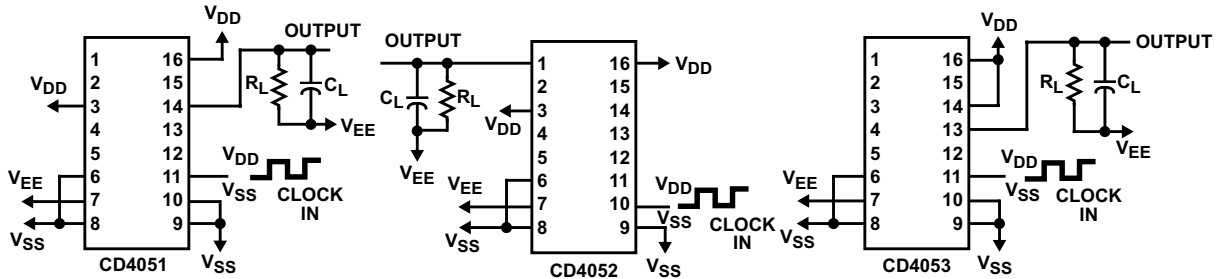 VDD
OUTPUT
1 16
2 15
VDD 3 14
4 13
5 12
6 11
7 10
8 9
RL CL
VEE
VDD
VSS
CLOCK
IN
VEE
VSS
VSS
CD4051
OUTPUT
1 16 VDD
2 15
3 14
4 13
5 12
6 11
7 10
8 9
CL RL
VDD
VEE
VEE
VSS
VDD
VSS
CLOCK
IN
VSS
CD4052
VDD
OUTPUT
1 16
2 15
3 14
4 13
5 12
6 11
7 10
8 9
RL CL
VEE
VDD
VSS
CLOCK
IN
VEE
VSS
VSS
CD4053